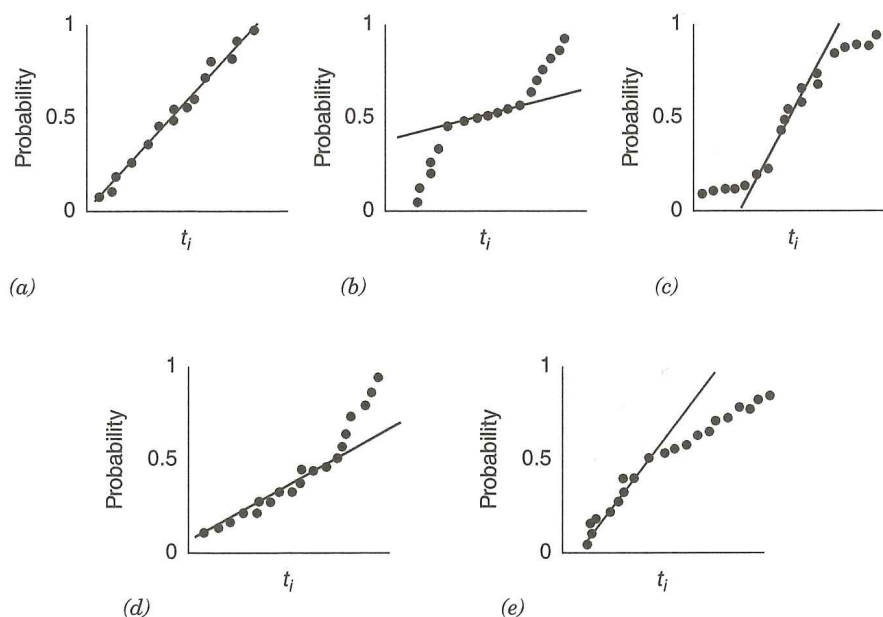 1
0.5
0
Probability
t_i
(a)
1
0.5
0
Probability
t_i
(b)
1
0.5
0
Probability
t_i
(c)
1
0.5
0
Probability
t_i
(d)
1
0.5
0
Probability
t_i
(e)